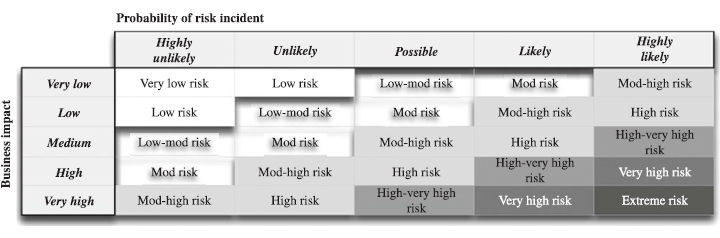 Probability of risk incident
Highly unlikely Unlikely Possible Likely Highly likely
Business impact
Very low Very low risk Low risk Low-mod risk Mod risk Mod-high risk
Low Low risk Low-mod risk Mod risk Mod-high risk High risk
Medium Low-mod risk Mod risk Mod-high risk High risk High-very high risk
High Mod risk Mod-high risk High risk High-very high risk Very high risk
Very high Mod-high risk High risk High-very high risk Very high risk Extreme risk